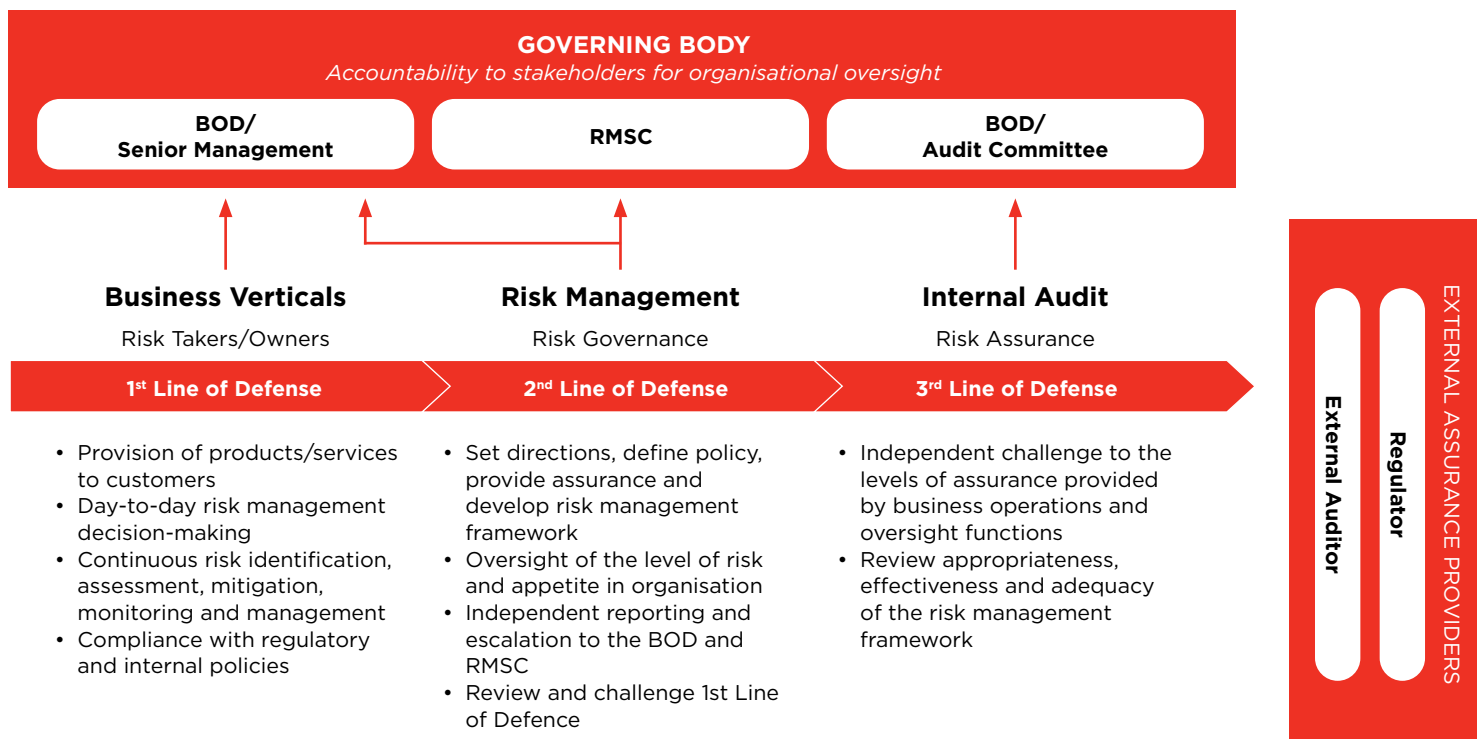 GOVERNING BODY
Accountability to stakeholders for organisational oversight
BOD/
Senior Management
RMSC
BOD/
Audit Committee
Business Verticals
Risk Takers/Owners
Risk Management
Risk Governance
Internal Audit
Risk Assurance
1st Line of Defense
2nd Line of Defense
3rd Line of Defense
• Provision of products/services
to customers
• Day-to-day risk management
decision-making
• Continuous risk identification,
assessment, mitigation,
monitoring and management
• Compliance with regulatory
and internal policies
• Set directions, define policy,
provide assurance and
develop risk management
framework
• Oversight of the level of risk
and appetite in organisation
• Independent reporting and
escalation to the BOD and
RMSC
• Review and challenge 1st Line
of Defence
• Independent challenge to the
levels of assurance provided
by business operations and
oversight functions
• Review appropriateness,
effectiveness and adequacy
of the risk management
framework
EXTERNAL ASSURANCE PROVIDERS
Regulator
External Auditor